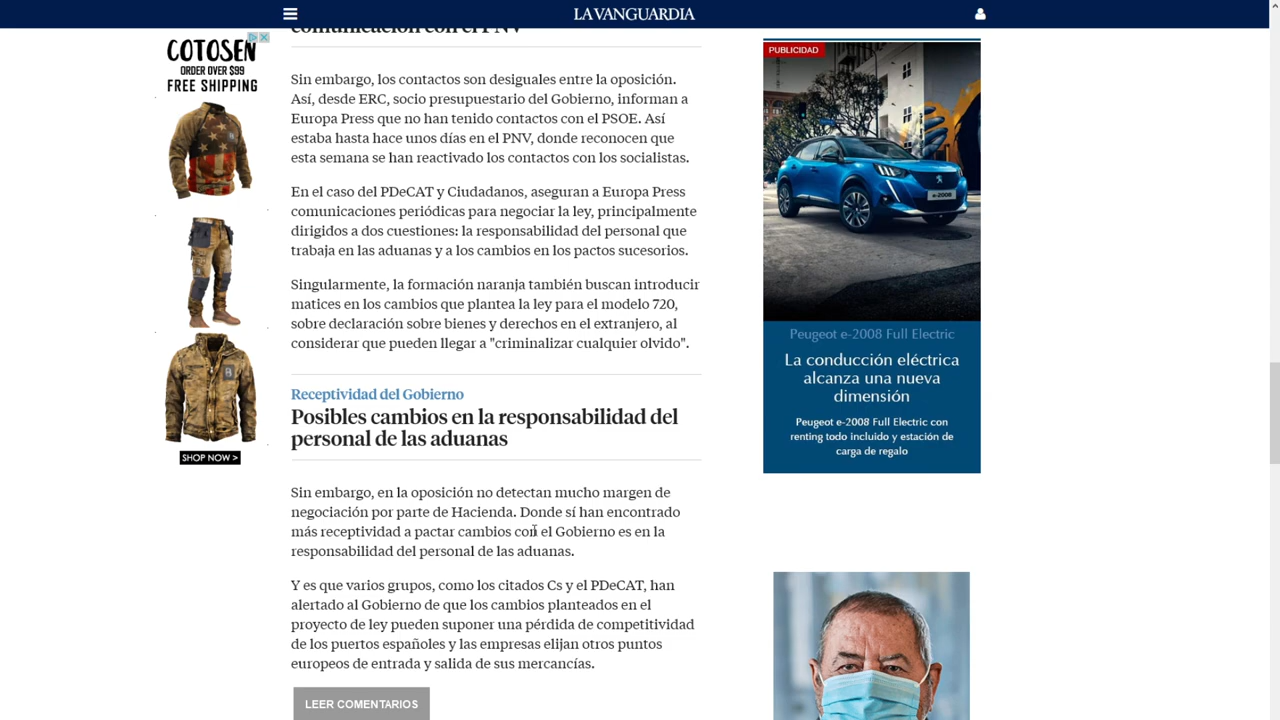 LA VANGUARDIA
comunicación con el PNV
COTOSEN
ORDER OVER $99
FREE SHIPPING
SHOP NOW >
Sin embargo, los contactos son desiguales entre la oposición.
Así, desde ERC, socio presupuestario del Gobierno, informan a
Europa Press que no han tenido contactos con el PSOE. Así
estaba hasta hace unos días en el PNV, donde reconocen que
esta semana se han reactivado los contactos con los socialistas.
En el caso del PDeCAT y Ciudadanos, aseguran a Europa Press
comunicaciones periódicas para negociar la ley, principalmente
dirigidos a dos cuestiones: la responsabilidad del personal que
trabaja en las aduanas y a los cambios en los pactos sucesorios.
Singularmente, la formación naranja también buscan introducir
matices en los cambios que plantea la ley para el modelo 720,
sobre declaración sobre bienes y derechos en el extranjero, al
considerar que pueden llegar a "criminalizar cualquier olvido".
Receptividad del Gobierno
Posibles cambios en la responsabilidad del
personal de las aduanas
Sin embargo, en la oposición no detectan mucho margen de
negociación por parte de Hacienda. Donde sí han encontrado
más receptividad a pactar cambios con el Gobierno es en la
responsabilidad del personal de las aduanas.
Y es que varios grupos, como los citados Cs y el PDeCAT, han
alertado al Gobierno de que los cambios planteados en el
proyecto de ley pueden suponer una pérdida de competitividad
de los puertos españoles y las empresas elijan otros puntos
europeos de entrada y salida de sus mercancías.
LEER COMENTARIOS
PUBLICIDAD
e-2008
Peugeot e-2008 Full Electric
La conducción eléctrica
alcanza una nueva
dimensión
Peugeot e-2008 Full Electric con
renting todo incluido y estación de
carga de regalo